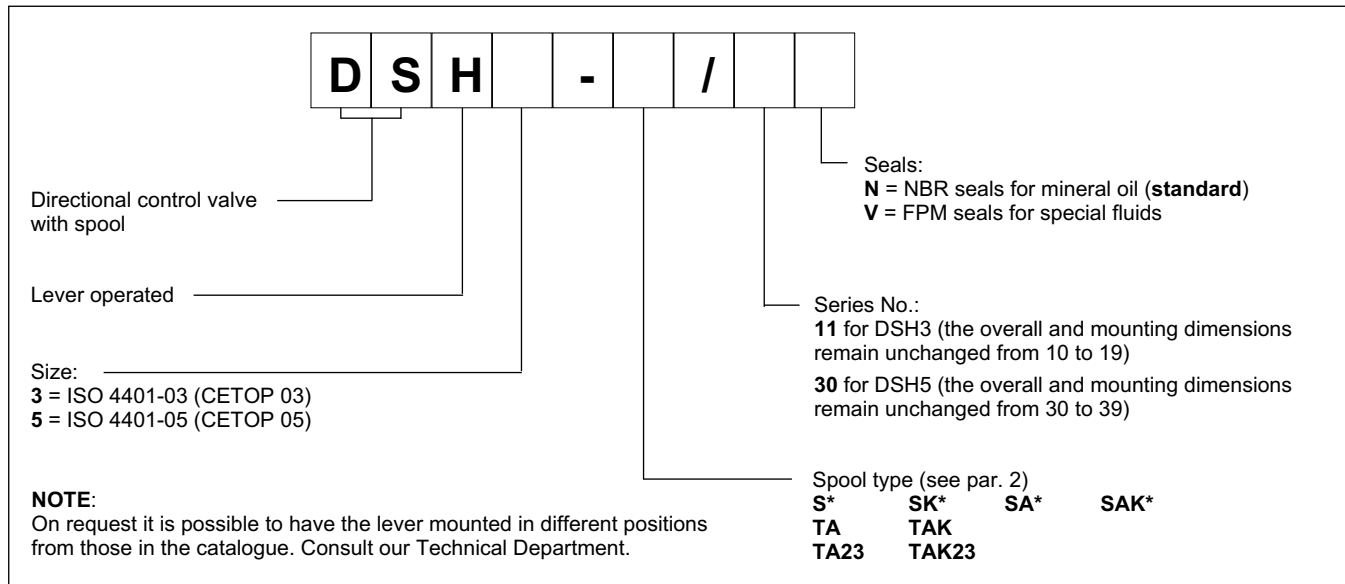 D S H - /
Directional control valve
with spool
Lever operated
Size:
3 = ISO 4401-03 (CETOP 03)
5 = ISO 4401-05 (CETOP 05)
NOTE:
On request it is possible to have the lever mounted in different positions
from those in the catalogue. Consult our Technical Department.
Seals:
N = NBR seals for mineral oil (standard)
V = FPM seals for special fluids
Series No.:
11 for DSH3 (the overall and mounting dimensions
remain unchanged from 10 to 19)
30 for DSH5 (the overall and mounting dimensions
remain unchanged from 30 to 39)
Spool type (see par. 2)
S* SK* SA* SAK*
TA TAK
TA23 TAK23